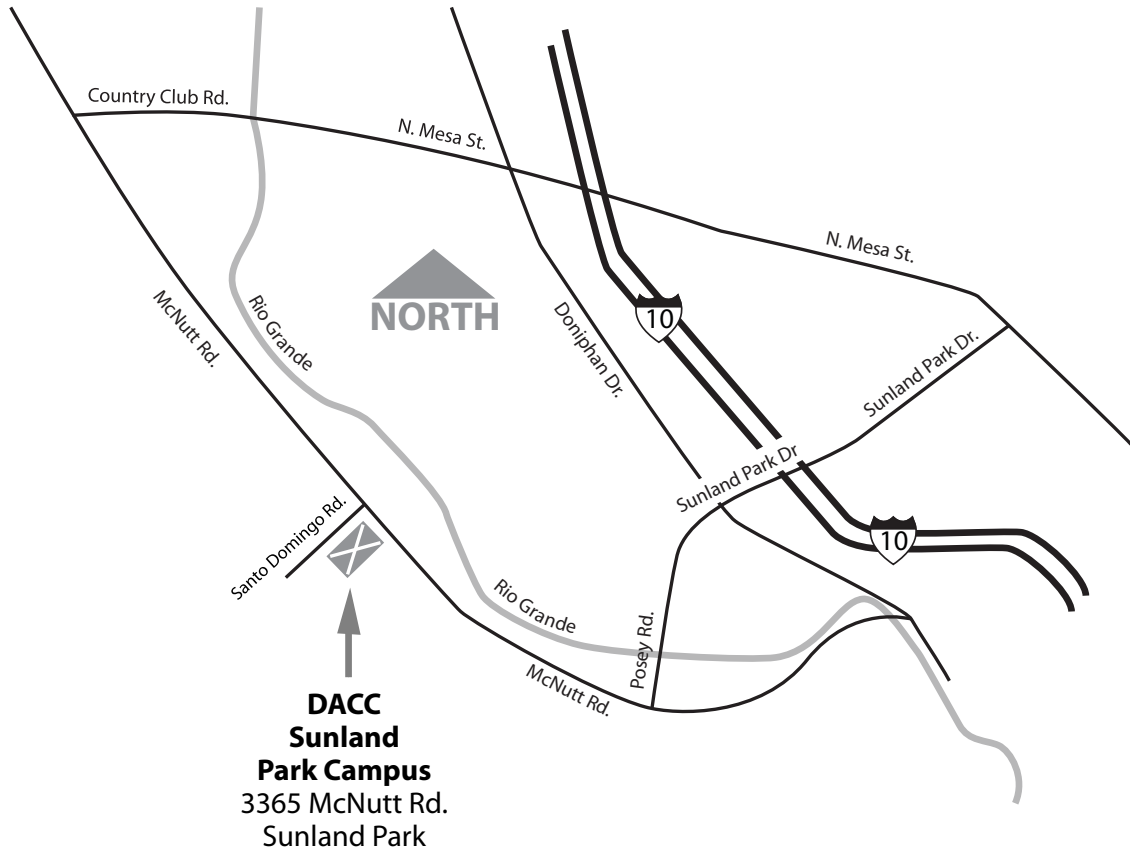 Country Club Rd.
N. Mesa St.
N. Mesa St.
McNutt Rd.
Rio Grande
NORTH
Doniphan Dr.
10
Sunland Park Dr.
Sunland Park Dr
10
Santo Domingo Rd.
Rio Grande
Posey Rd.
McNutt Rd.
DACC
Sunland
Park Campus
3365 McNutt Rd.
Sunland Park